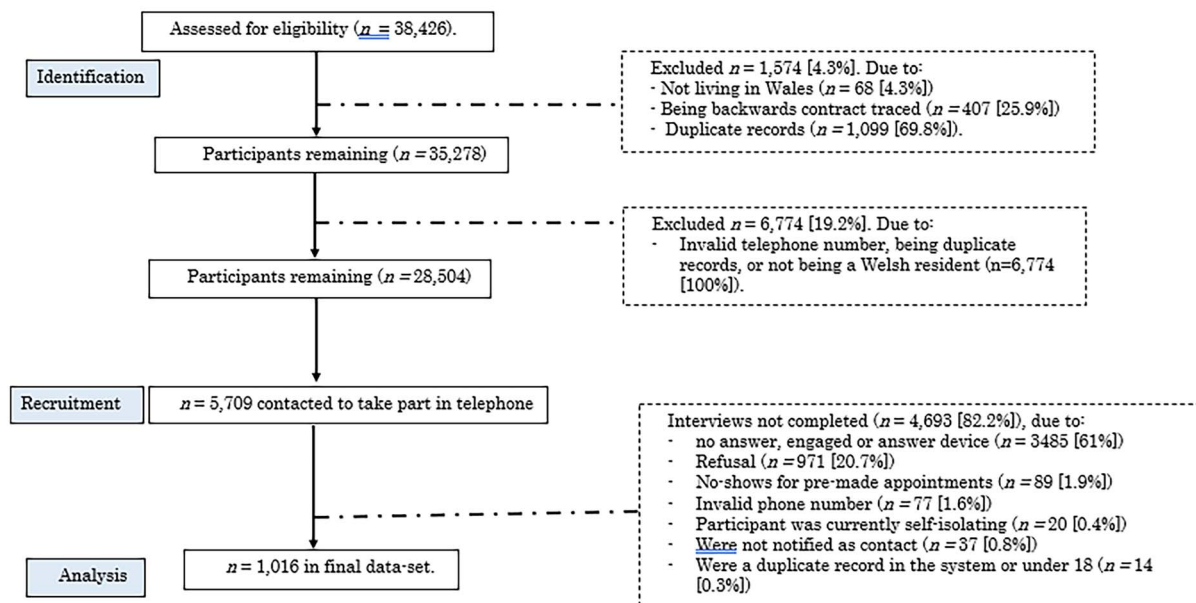 Assessed for eligibility (n = 38,426).
Identification
Excluded n = 1,574 [4.3%]. Due to:
- Not living in Wales (n = 68 [4.3%])
- Being backwards contract traced (n = 407 [25.9%])
- Duplicate records (n = 1,099 [69.8%]).
Participants remaining (n = 35,278)
Excluded n = 6,774 [19.2%]. Due to:
- Invalid telephone number, being duplicate
records, or not being a Welsh resident (n=6,774
[100%]).
Participants remaining (n = 28,504)
Recruitment
n = 5,709 contacted to take part in telephone
Interviews not completed (n = 4,693 [82.2%]), due to:
- no answer, engaged or answer device (n = 3485 [61%])
- Refusal (n = 971 [20.7%])
- No-shows for pre-made appointments (n = 89 [1.9%])
- Invalid phone number (n = 77 [1.6%])
- Participant was currently self-isolating (n = 20 [0.4%])
- Were not notified as contact (n = 37 [0.8%])
- Were a duplicate record in the system or under 18 (n = 14
[0.3%])
Analysis
n = 1,016 in final data-set.